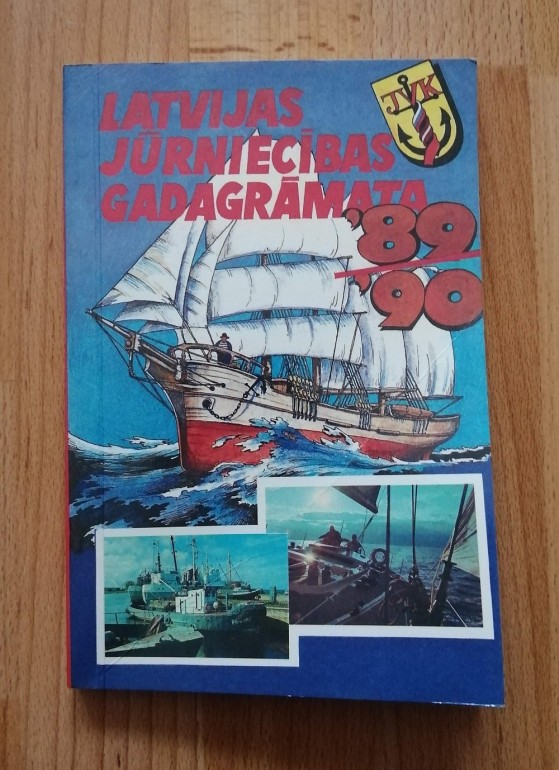 LATVIJAS
JŪRNIECĪBAS
GADAGRĀMATA
'89
'90
JVK